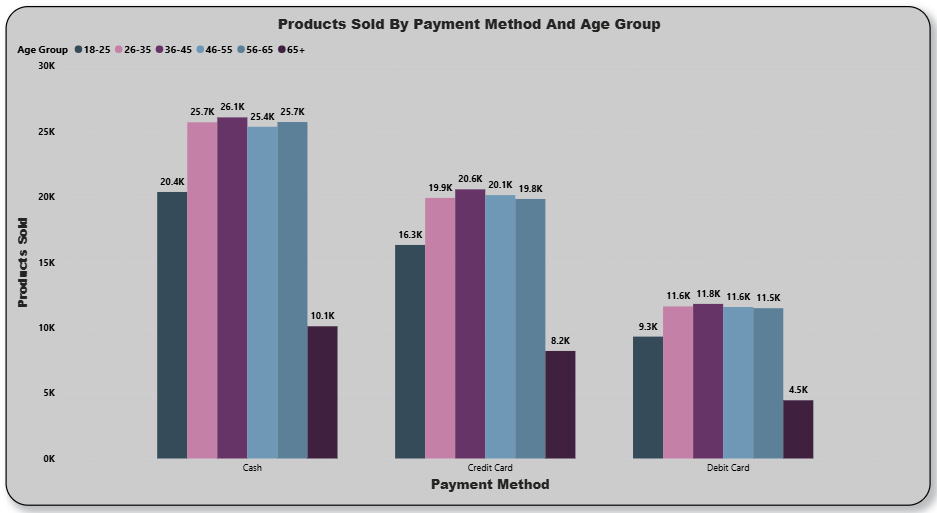 Products Sold By Payment Method And Age Group
Age Group 18-25 26-35 36-45 46-55 56-65 65+
30K
25K
20K
15K
10K
5K
0K
Products Sold
20.4K 25.7K 26.1K 25.4K 25.7K 10.1K
16.3K 19.9K 20.6K 20.1K 19.8K 8.2K
9.3K 11.6K 11.8K 11.6K 11.5K 4.5K
Cash Credit Card Debit Card
Payment Method